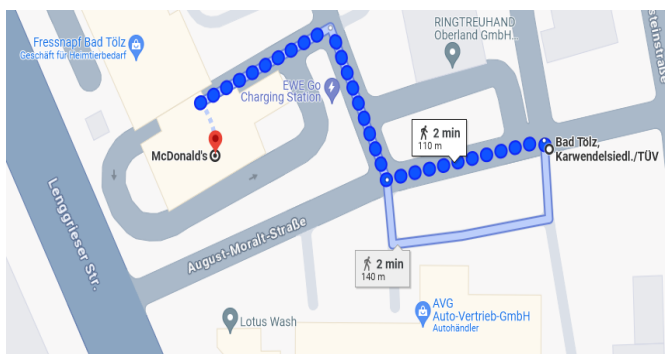 Fressnapf Bad Tölz
Geschäft für Heimtierbedarf
RINGTREUHAND
Oberland GmbH...
steinstraße
EWE Go
Charging Station
McDonald's
2 min
110 m
Bad Tölz,
Karwendelsiedl./TÜV
Lenggrieser Str.
August-Moralt-Straße
2 min
140 m
Lotus Wash
AVG
Auto-Vertrieb-GmbH
Autohändler